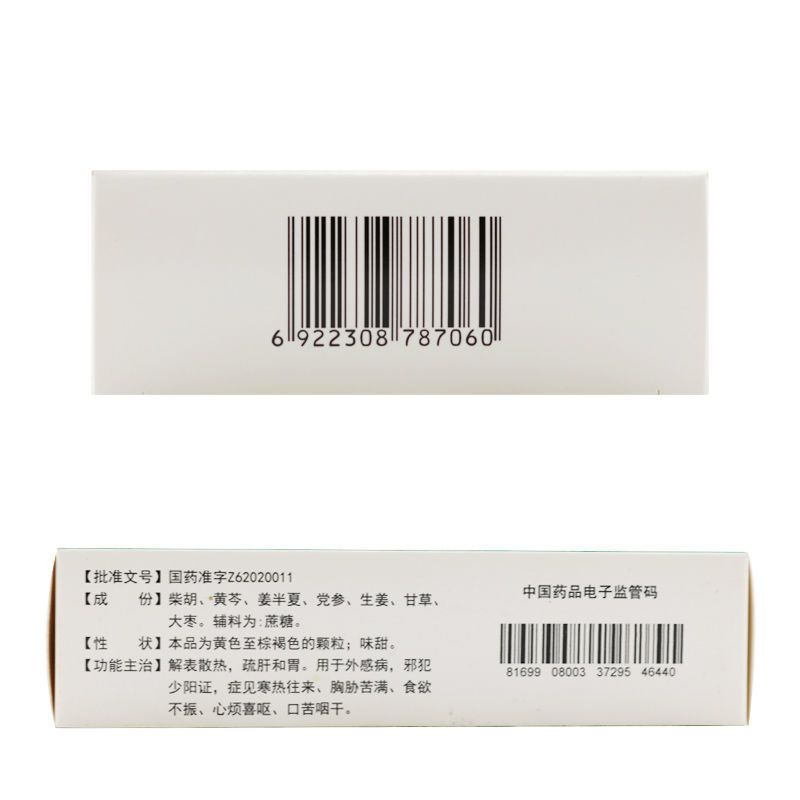 6 922308 787060
【批准文号】国药准字Z62020011
【成　　份】柴胡、黄芩、姜半夏、党参、生姜、甘草、
大枣。辅料为:蔗糖。
【性　　状】本品为黄色至棕褐色的颗粒；味甜。
【功能主治】解表散热，疏肝和胃。用于外感病，邪犯
少阳证，症见寒热往来、胸胁苦满、食欲
不振、心烦喜呕、口苦咽干。
中国药品电子监管码
81699 08003 37295 46440